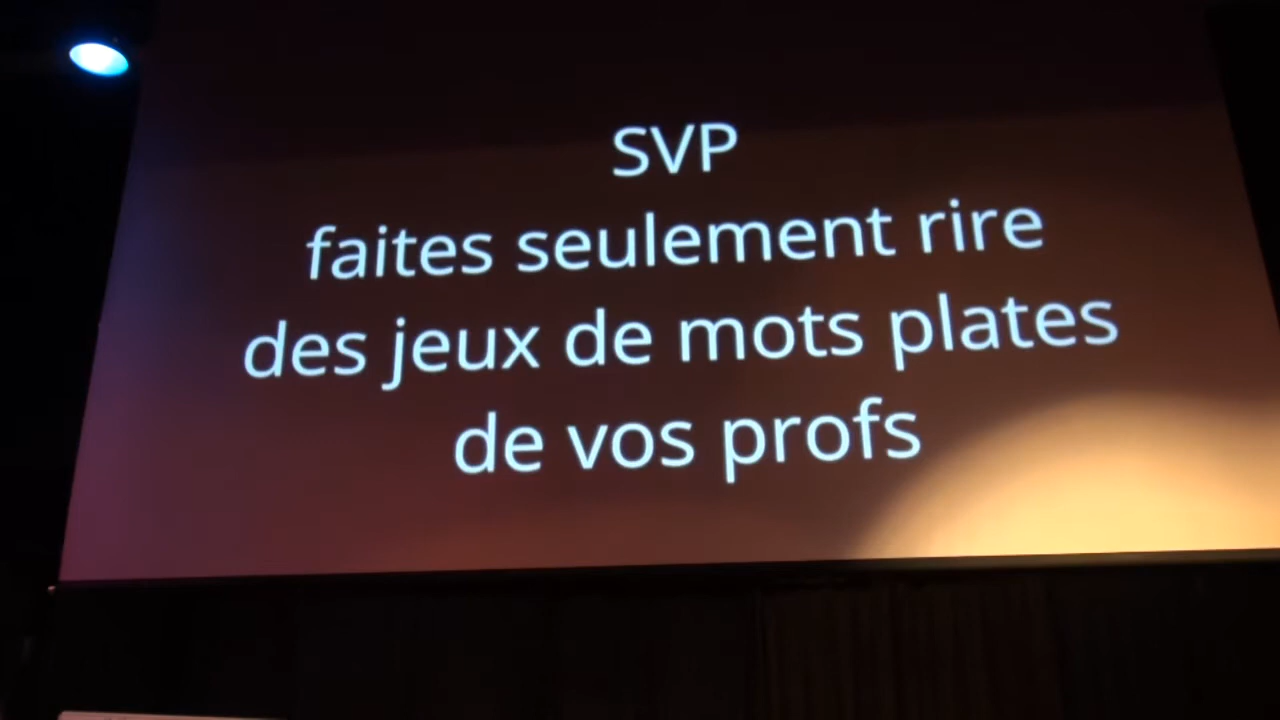 SVP
faites seulement rire
des jeux de mots plates
de vos profs